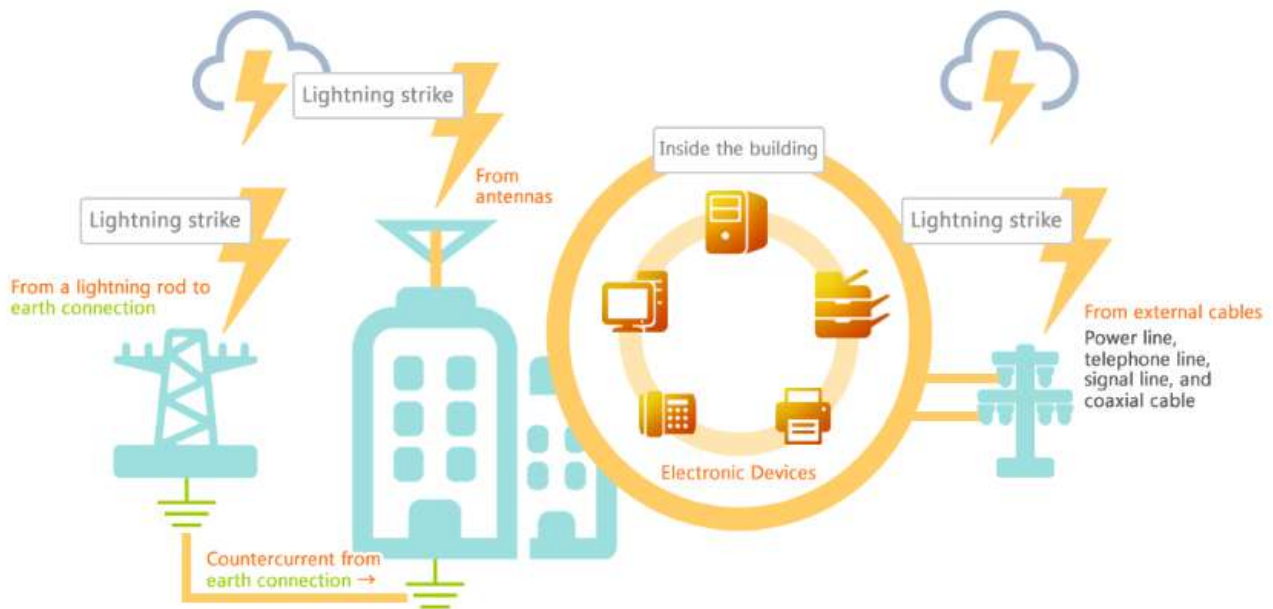 Lightning strike
Inside the building
From
antennas
Lightning strike
Lightning strike
From a lightning rod to
earth connection
From external cables
Power line,
telephone line,
signal line, and
coaxial cable
Electronic Devices
Countercurrent from
earth connection →